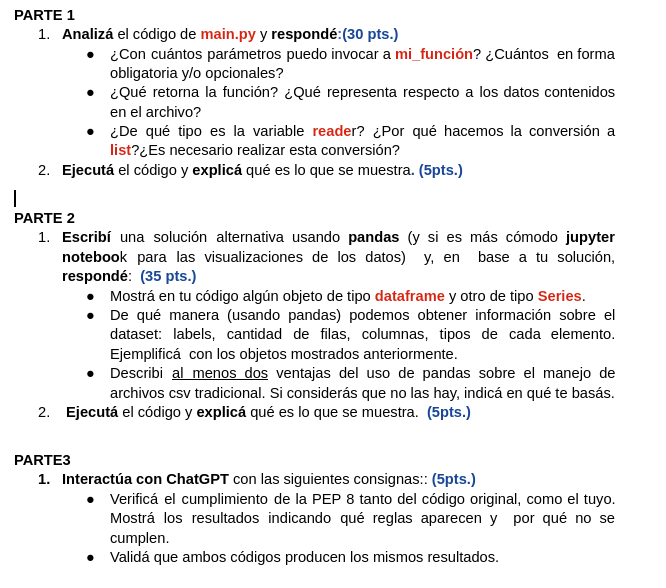 PARTE 1
1. Analizá el código de main.py y respondé:(30 pts.)
● ¿Con cuántos parámetros puedo invocar a mi_función? ¿Cuántos en forma
obligatoria y/o opcionales?
● ¿Qué retorna la función? ¿Qué representa respecto a los datos contenidos
en el archivo?
● ¿De qué tipo es la variable reader? ¿Por qué hacemos la conversión a
list?¿Es necesario realizar esta conversión?
2. Ejecutá el código y explicá qué es lo que se muestra. (5pts.)
PARTE 2
1. Escribí una solución alternativa usando pandas (y si es más cómodo jupyter
notebook para las visualizaciones de los datos) y, en base a tu solución,
respondé: (35 pts.)
● Mostrá en tu código algún objeto de tipo dataframe y otro de tipo Series.
● De qué manera (usando pandas) podemos obtener información sobre el
dataset: labels, cantidad de filas, columnas, tipos de cada elemento.
Ejemplificá con los objetos mostrados anteriormente.
● Describi al menos dos ventajas del uso de pandas sobre el manejo de
archivos csv tradicional. Si considerás que no las hay, indicá en qué te basás.
2. Ejecutá el código y explicá qué es lo que se muestra. (5pts.)
PARTE3
1. Interactúa con ChatGPT con las siguientes consignas:: (5pts.)
● Verificá el cumplimiento de la PEP 8 tanto del código original, como el tuyo.
Mostrá los resultados indicando qué reglas aparecen y por qué no se
cumplen.
● Validá que ambos códigos producen los mismos resultados.